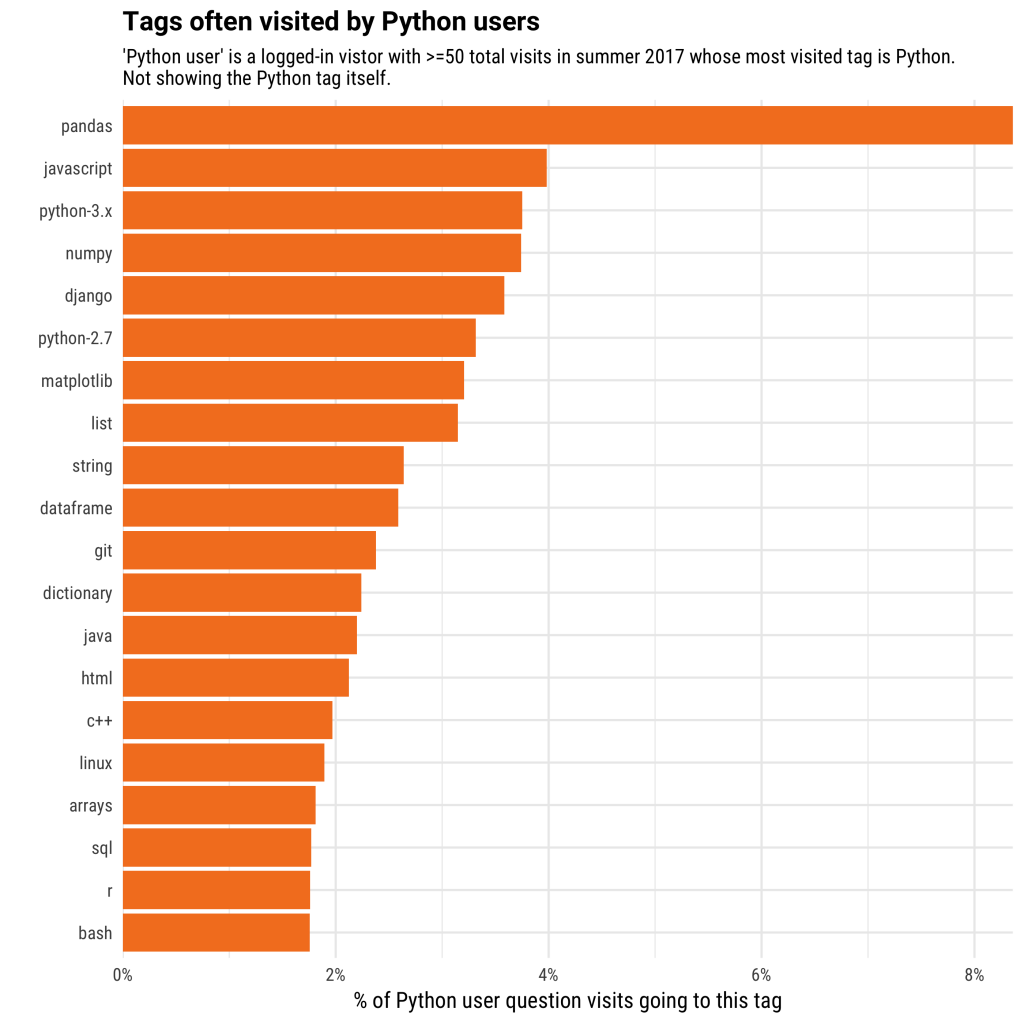 Tags often visited by Python users
'Python user' is a logged-in vistor with >=50 total visits in summer 2017 whose most visited tag is Python.
Not showing the Python tag itself.
pandas
javascript
python-3.x
numpy
django
python-2.7
matplotlib
list
string
dataframe
git
dictionary
java
html
c++
linux
arrays
sql
r
bash
0% 2% 4% 6% 8%
% of Python user question visits going to this tag